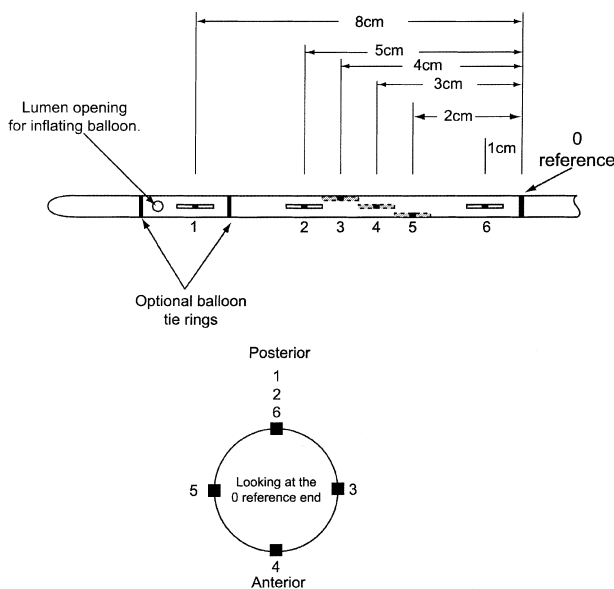 8cm
5cm
4cm
3cm
2cm
1cm
Lumen opening
for inflating balloon.
0
reference
1
2
3
4
5
6
Optional balloon
tie rings
Posterior
1
2
6
5
Looking at the
0 reference end
3
4
Anterior